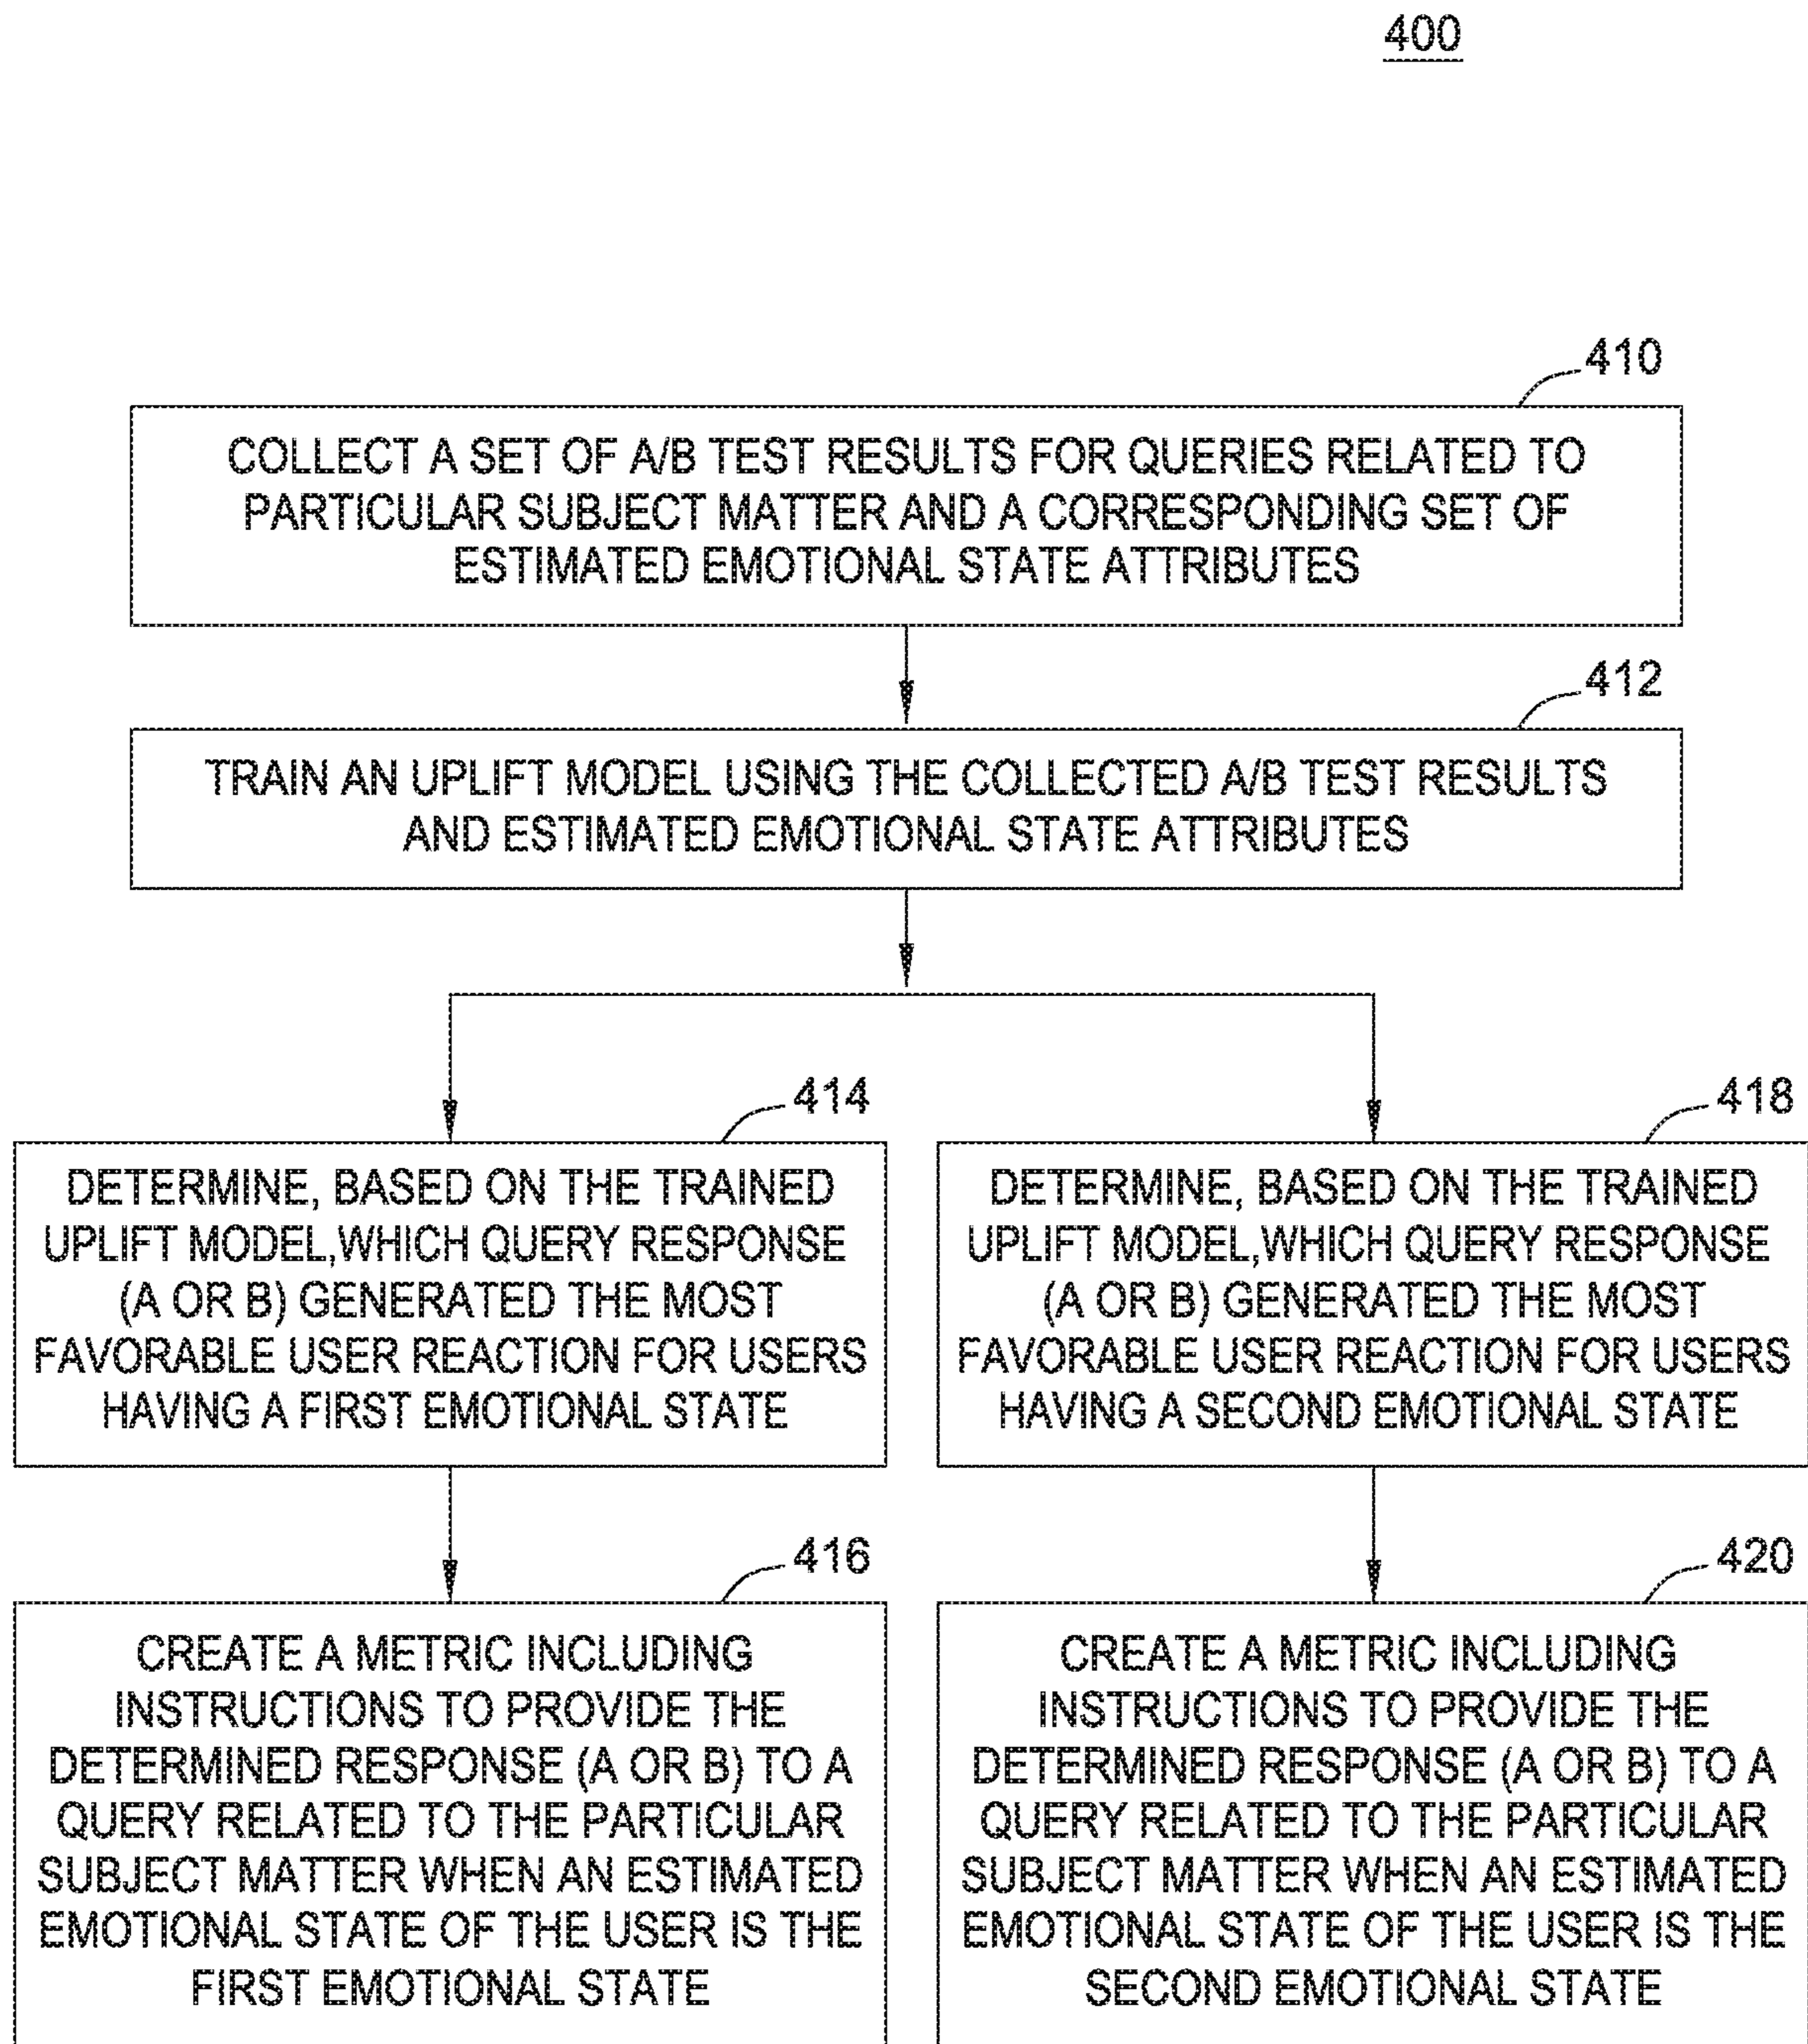 400
410
COLLECT A SET OF A/B TEST RESULTS FOR QUERIES RELATED TO
PARTICULAR SUBJECT MATTER AND A CORRESPONDING SET OF
ESTIMATED EMOTIONAL STATE ATTRIBUTES
412
TRAIN AN UPLIFT MODEL USING THE COLLECTED A/B TEST RESULTS
AND ESTIMATED EMOTIONAL STATE ATTRIBUTES
414
DETERMINE, BASED ON THE TRAINED
UPLIFT MODEL,WHICH QUERY RESPONSE
(A OR B) GENERATED THE MOST
FAVORABLE USER REACTION FOR USERS
HAVING A FIRST EMOTIONAL STATE
416
CREATE A METRIC INCLUDING
INSTRUCTIONS TO PROVIDE THE
DETERMINED RESPONSE (A OR B) TO A
QUERY RELATED TO THE PARTICULAR
SUBJECT MATTER WHEN AN ESTIMATED
EMOTIONAL STATE OF THE USER IS THE
FIRST EMOTIONAL STATE
418
DETERMINE, BASED ON THE TRAINED
UPLIFT MODEL,WHICH QUERY RESPONSE
(A OR B) GENERATED THE MOST
FAVORABLE USER REACTION FOR USERS
HAVING A SECOND EMOTIONAL STATE
420
CREATE A METRIC INCLUDING
INSTRUCTIONS TO PROVIDE THE
DETERMINED RESPONSE (A OR B) TO A
QUERY RELATED TO THE PARTICULAR
SUBJECT MATTER WHEN AN ESTIMATED
EMOTIONAL STATE OF THE USER IS THE
SECOND EMOTIONAL STATE